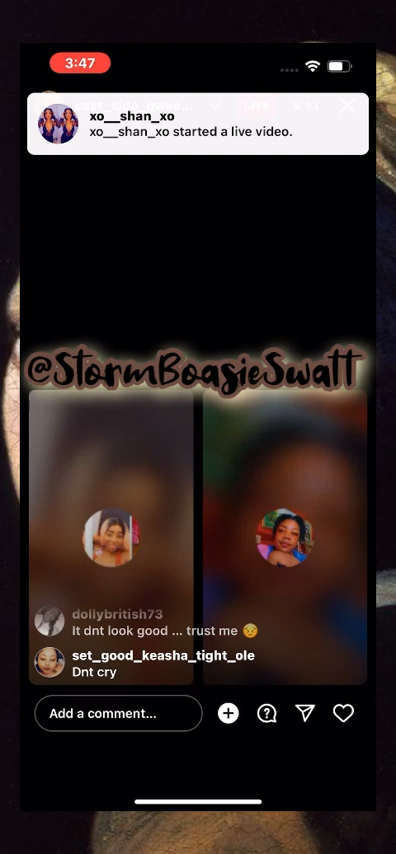 3:47
LIVE
xo__shan_xo
xo__shan_xo started a live video.
@StormBoasieSwatt
dollybritish73
It dnt look good ... trust me 😒
set_good_keasha_tight_ole
Dnt cry
Add a comment...